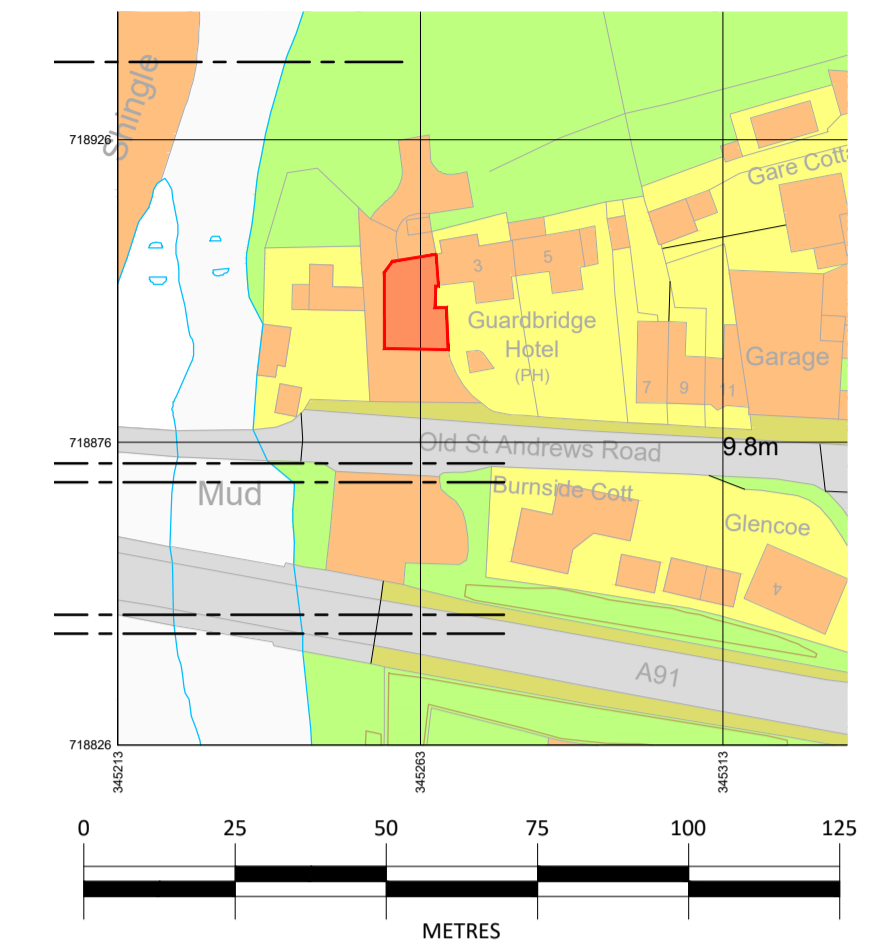 Shingle
718926
Gare Cotta
3
5
Guardbridge
Hotel
(PH)
Garage
7
9
11
718876
Old St Andrews Road
9.8m
Mud
Burnside Cott
Glencoe
4
A91
718826
345213
345263
345313
0
25
50
75
100
125
METRES